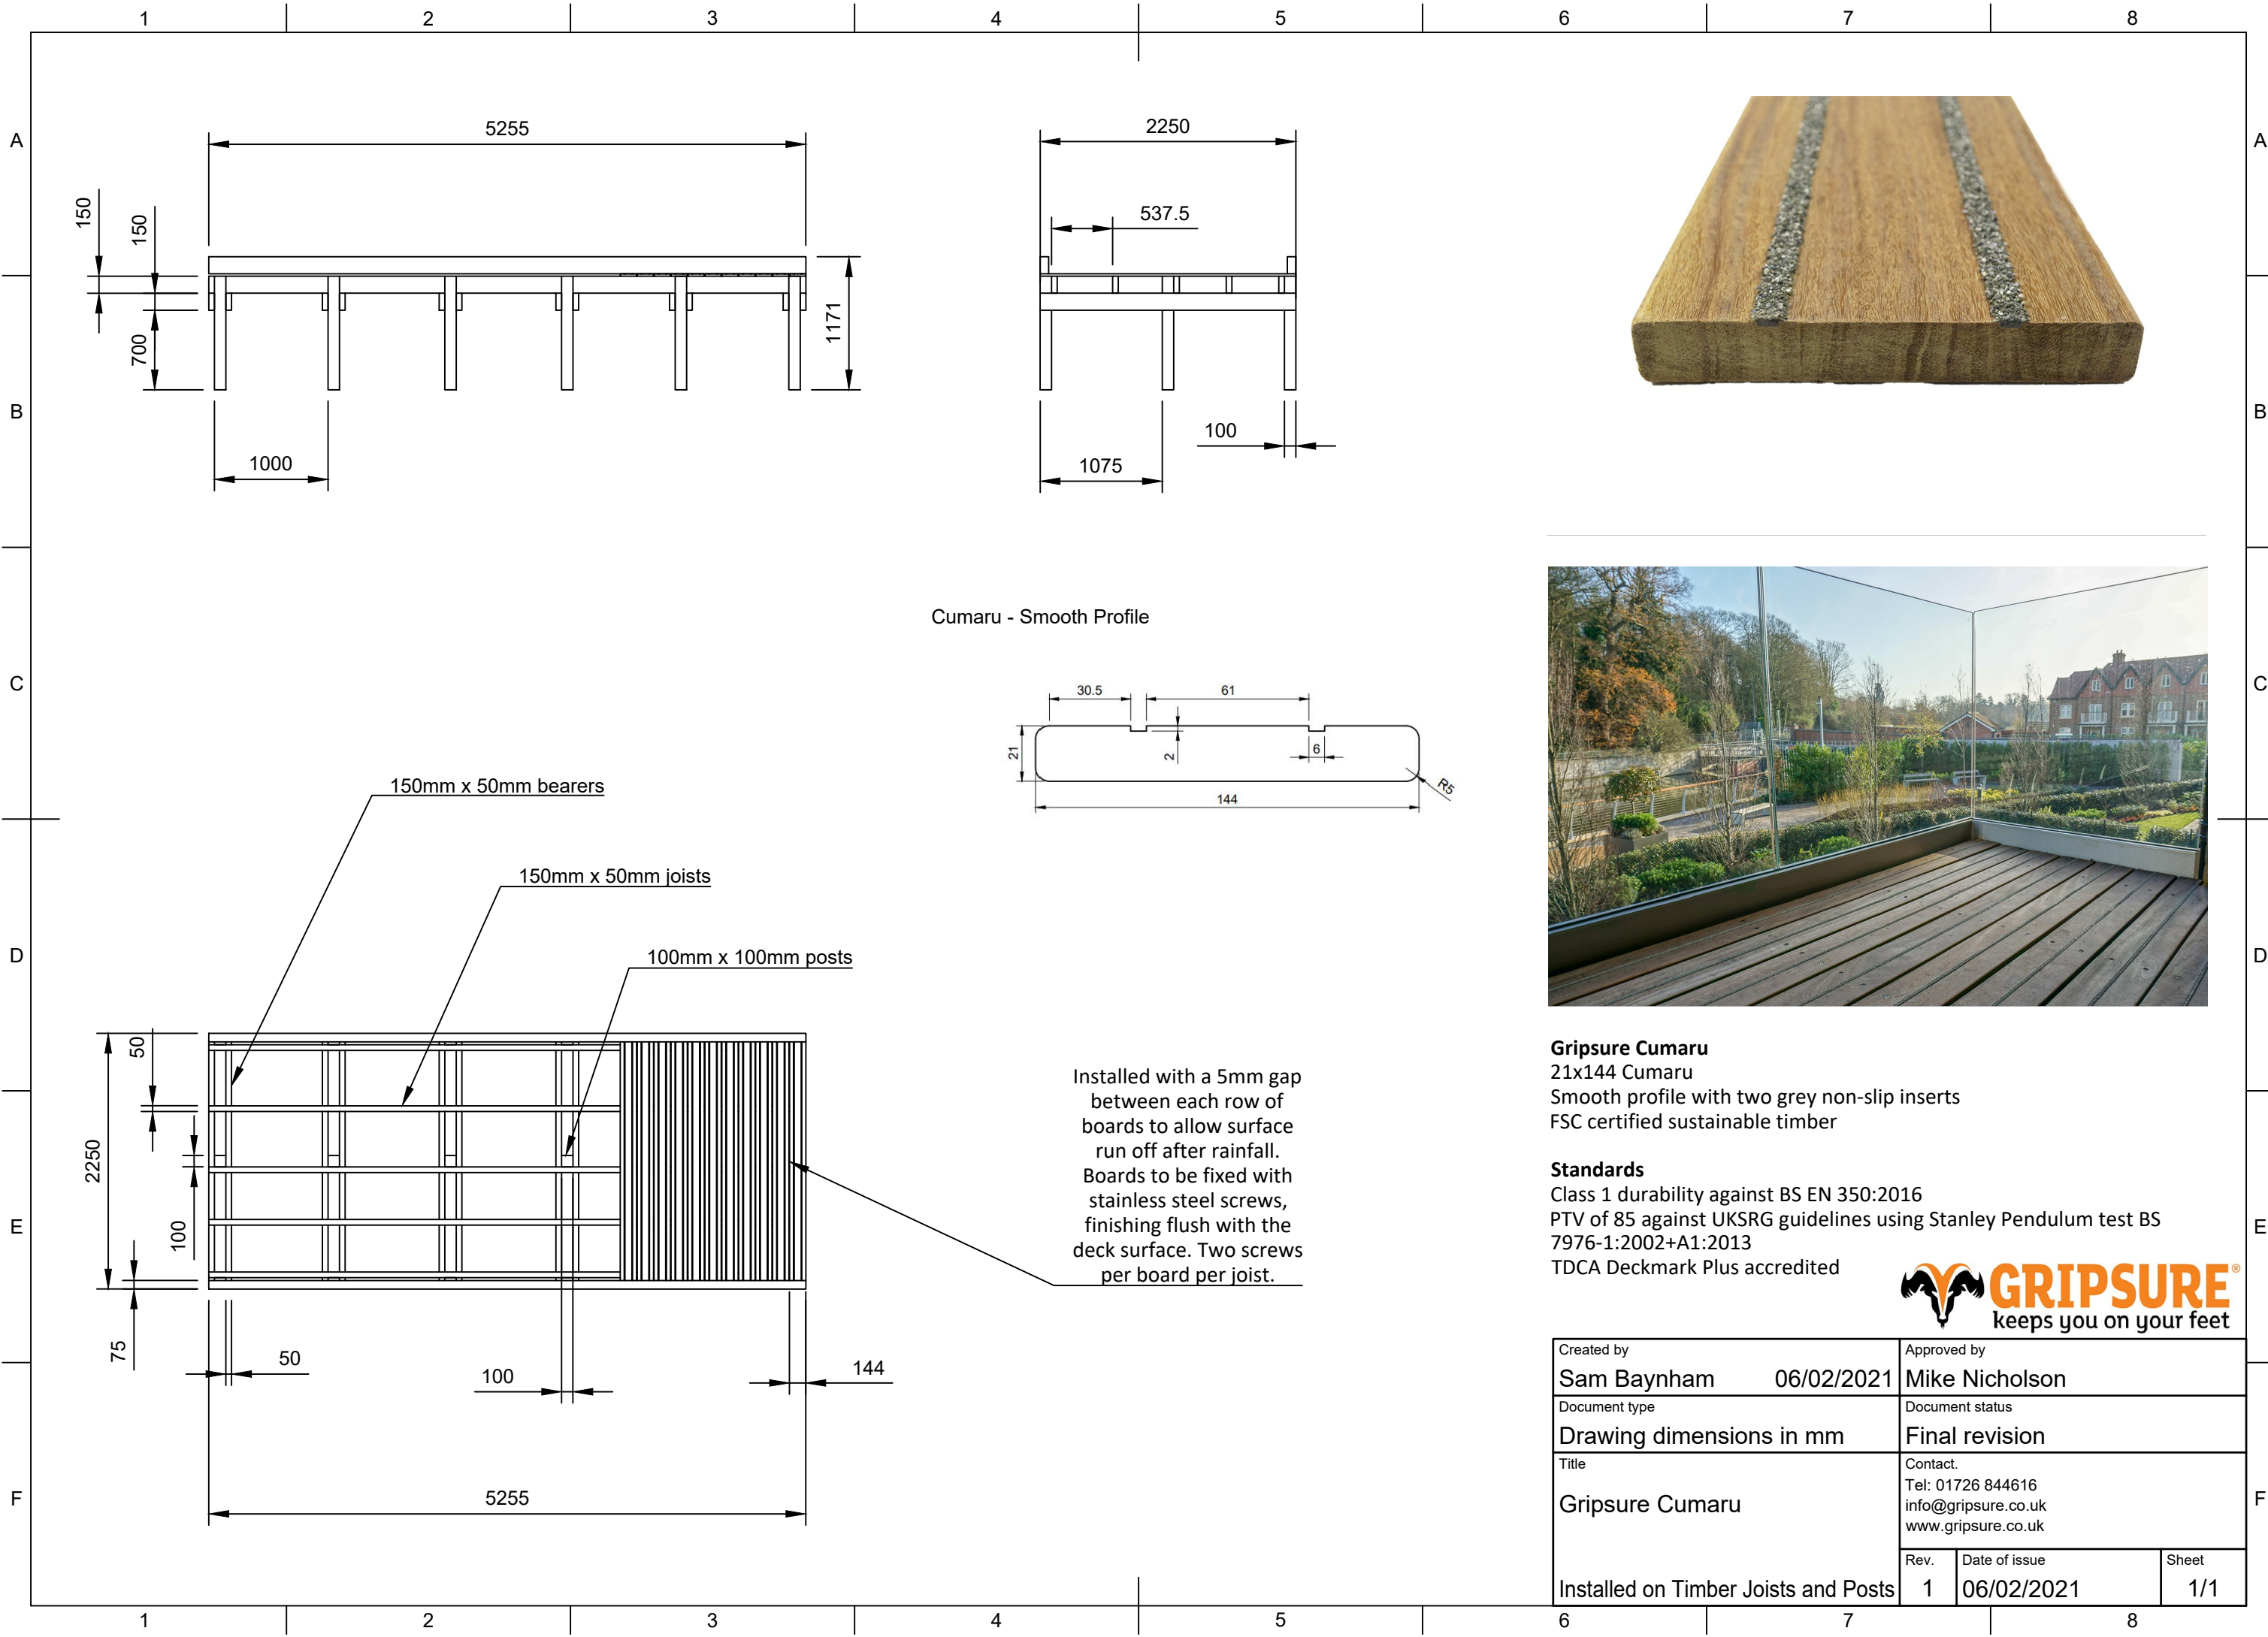 1 2 3 4 5 6 7 8
A A
5255
2250
150
150
537.5
700
1171
B B
1000
1075
100
Cumaru - Smooth Profile
C C
30.5
61
21
2
6
R5
144
150mm x 50mm bearers
150mm x 50mm joists
100mm x 100mm posts
D D
50
2250
100
75
50
100
144
5255
Installed with a 5mm gap
between each row of
boards to allow surface
run off after rainfall.
Boards to be fixed with
stainless steel screws,
finishing flush with the
deck surface. Two screws
per board per joist.
E E
Gripsure Cumaru
21x144 Cumaru
Smooth profile with two grey non-slip inserts
FSC certified sustainable timber
Standards
Class 1 durability against BS EN 350:2016
PTV of 85 against UKSRG guidelines using Stanley Pendulum test BS
7976-1:2002+A1:2013
TDCA Deckmark Plus accredited
GRIPSURE®
keeps you on your feet
Created by
Sam Baynham 06/02/2021
Approved by
Mike Nicholson
Document type
Drawing dimensions in mm
Document status
Final revision
Title
Gripsure Cumaru
Installed on Timber Joists and Posts
Contact.
Tel: 01726 844616
info@gripsure.co.uk
www.gripsure.co.uk
Rev.
1
Date of issue
06/02/2021
Sheet
1/1
F F
1 2 3 4 5 6 7 8